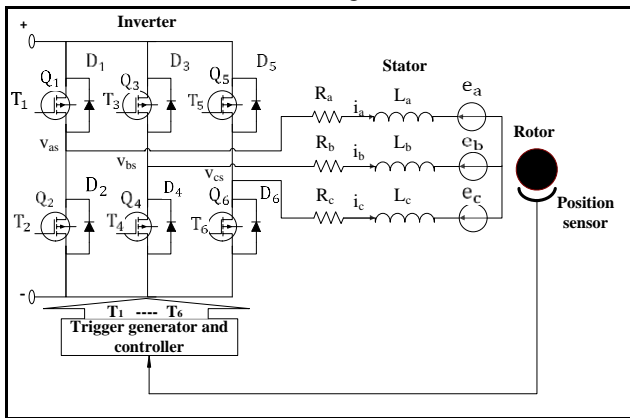 Inverter
+
D1 D3 D5
Q1 Q3 Q5
T1 T3 T5
Stator
Ra ia La ea
Rotor
vas
Rb ib Lb eb
vbs
vcs
Rc ic Lc ec
Position
sensor
D2 D4 D6
Q2 Q4 Q6
T2 T4 T6
-
T1 ---- T6
Trigger generator and
controller